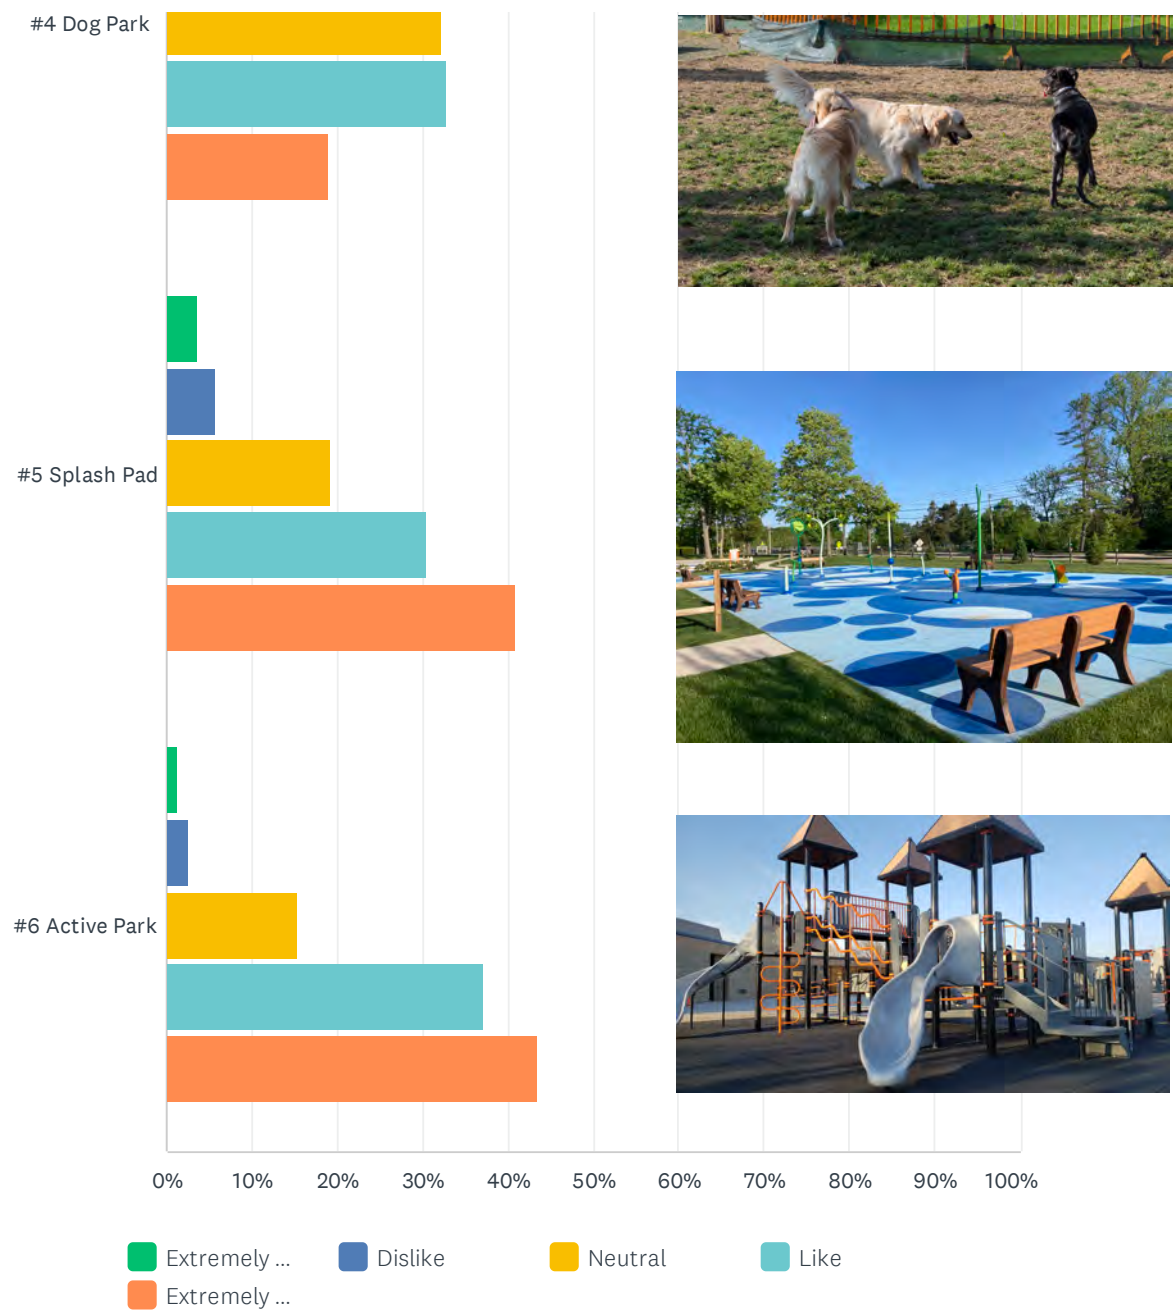 #4 Dog Park
#5 Splash Pad
#6 Active Park
0% 10% 20% 30% 40% 50% 60% 70% 80% 90% 100%
Extremely ... Dislike Neutral Like
Extremely ...